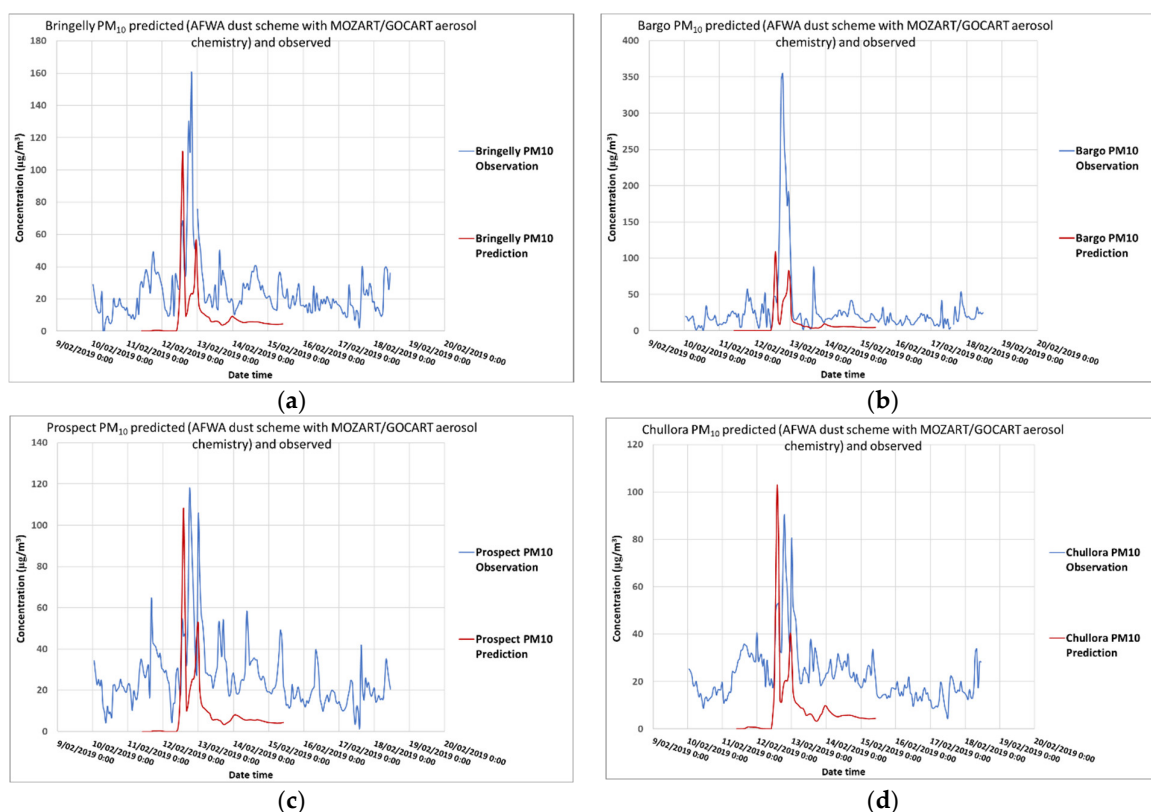 Bringelly PM10 predicted (AFWA dust scheme with MOZART/GOCART aerosol
chemistry) and observed
180
160
140
120
100
80
60
40
20
0
Concentration (µg/m³)
9/02/2019 0:00
10/02/2019 0:00
11/02/2019 0:00
12/02/2019 0:00
13/02/2019 0:00
14/02/2019 0:00
15/02/2019 0:00
16/02/2019 0:00
17/02/2019 0:00
18/02/2019 0:00
19/02/2019 0:00
20/02/2019 0:00
Date time
Bringelly PM10
Observation
Bringelly PM10
Prediction
(a)
Bargo PM10 predicted (AFWA dust scheme with MOZART/GOCART aerosol
chemistry) and observed
400
350
300
250
200
150
100
50
0
Concentration (µg/m³)
9/02/2019 0:00
10/02/2019 0:00
11/02/2019 0:00
12/02/2019 0:00
13/02/2019 0:00
14/02/2019 0:00
15/02/2019 0:00
16/02/2019 0:00
17/02/2019 0:00
18/02/2019 0:00
19/02/2019 0:00
20/02/2019 0:00
Date time
Bargo PM10
Observation
Bargo PM10
Prediction
(b)
Prospect PM10 predicted (AFWA dust scheme with MOZART/GOCART aerosol
chemistry) and observed
140
120
100
80
60
40
20
0
Concentration (µg/m³)
9/02/2019 0:00
10/02/2019 0:00
11/02/2019 0:00
12/02/2019 0:00
13/02/2019 0:00
14/02/2019 0:00
15/02/2019 0:00
16/02/2019 0:00
17/02/2019 0:00
18/02/2019 0:00
19/02/2019 0:00
20/02/2019 0:00
Date time
Prospect PM10
Observation
Prospect PM10
Prediction
(c)
Chullora PM10 predicted (AFWA dust scheme with MOZART/GOCART aerosol
chemistry) and observed
120
100
80
60
40
20
0
Concentration (µg/m³)
9/02/2019 0:00
10/02/2019 0:00
11/02/2019 0:00
12/02/2019 0:00
13/02/2019 0:00
14/02/2019 0:00
15/02/2019 0:00
16/02/2019 0:00
17/02/2019 0:00
18/02/2019 0:00
19/02/2019 0:00
20/02/2019 0:00
Date time
Chullora PM10
Observation
Chullora PM10
Prediction
(d)